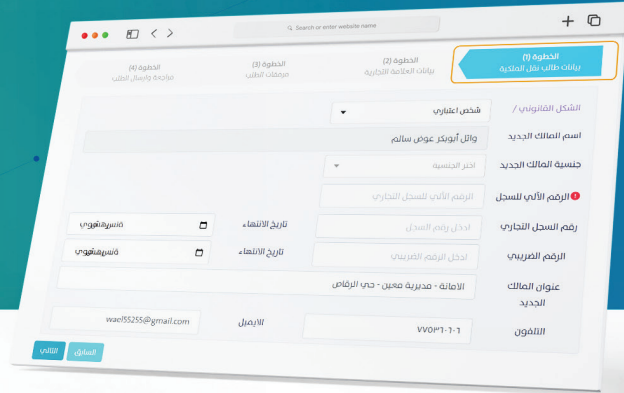 Search or enter website name
الخطوة (1)
بيانات طالب نقل الملكية
الخطوة (2)
بيانات العلامة التجارية
الخطوة (3)
مرفقات الطلب
الخطوة (4)
مراجعة وارسال الطلب
الشكل القانوني / شخص اعتباري
اسم المالك الجديد وائل أبوبكر عوض سالم
جنسية المالك الجديد اختر الجنسية
الرقم الآلي للسجل الرقم الآلي للسجل التجاري
رقم السجل التجاري ادخل رقم السجل تاريخ الانتهاء
الرقم الضريبي ادخل الرقم الضريبي تاريخ الانتهاء
عنوان المالك الجديد الامانة - مديرية معين - حي الرقاص
التلفون الايميل wael55255@gmail.com
السابق التالي